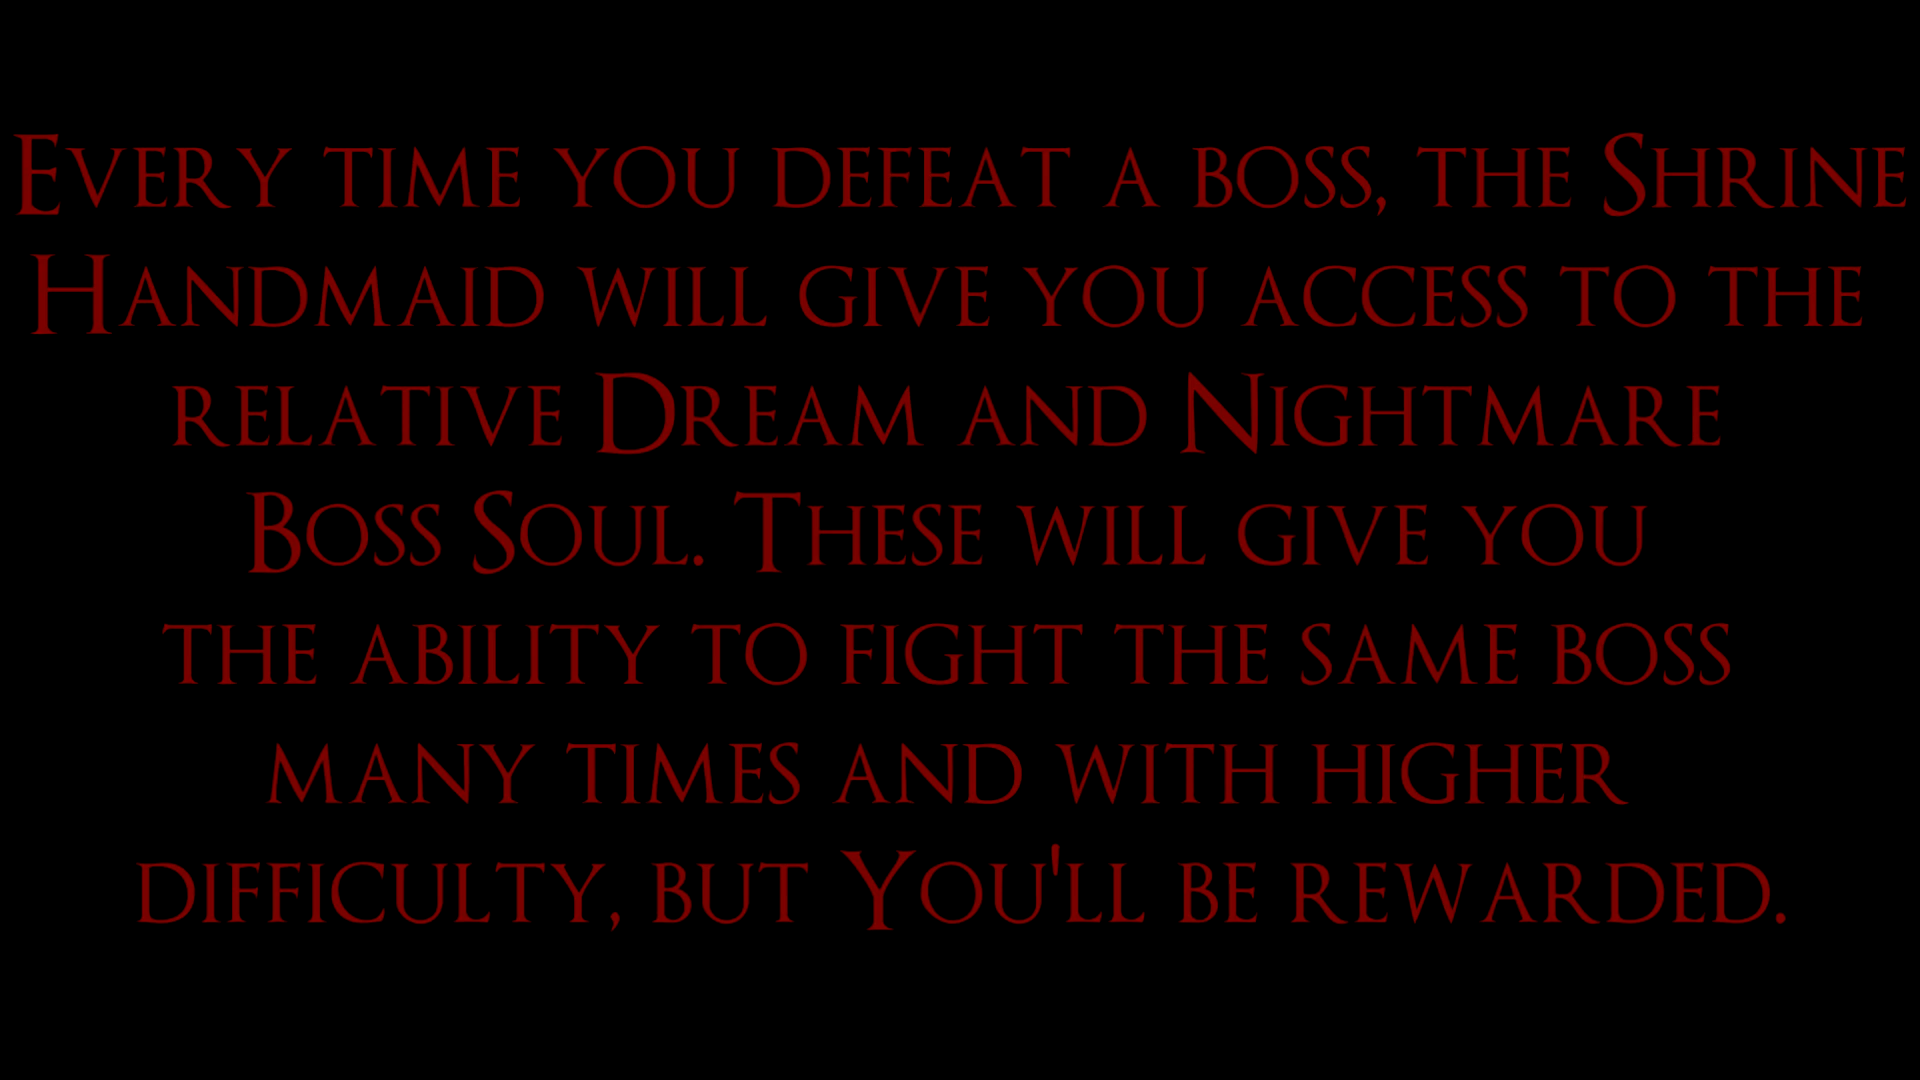 Every time you defeat a boss, the Shrine
Handmaid will give you access to the
relative Dream and Nightmare
Boss Soul. These will give you
the ability to fight the same boss
many times and with higher
difficulty, but You'll be rewarded.